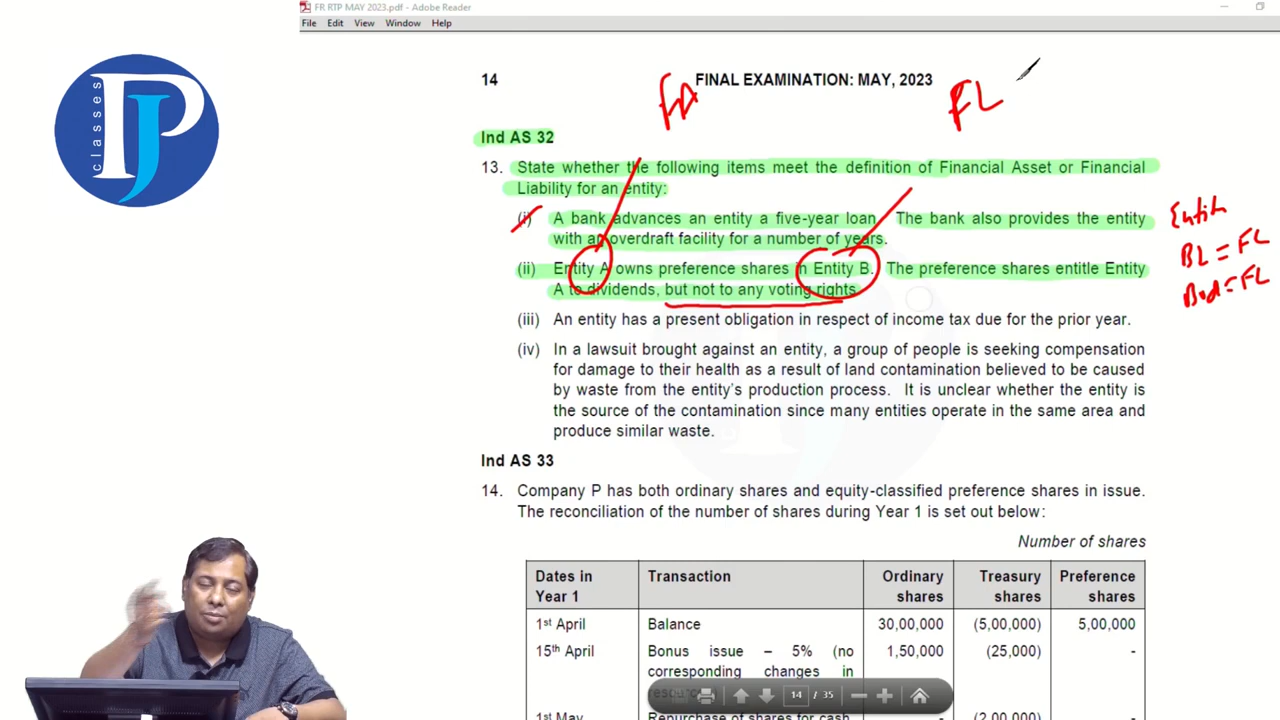 FR RTP MAY 2023.pdf - Adobe Reader
File Edit View Window Help
PJ classes
14 FINAL EXAMINATION: MAY, 2023
FA
FL
Ind AS 32
13. State whether the following items meet the definition of Financial Asset or Financial
Liability for an entity:
(i) A bank advances an entity a five-year loan. The bank also provides the entity
with an overdraft facility for a number of years.
(ii) Entity A owns preference shares in Entity B. The preference shares entitle Entity
A to dividends, but not to any voting rights.
Entity
BL = FL
Bod = FL
(iii) An entity has a present obligation in respect of income tax due for the prior year.
(iv) In a lawsuit brought against an entity, a group of people is seeking compensation
for damage to their health as a result of land contamination believed to be caused
by waste from the entity's production process. It is unclear whether the entity is
the source of the contamination since many entities operate in the same area and
produce similar waste.
Ind AS 33
14. Company P has both ordinary shares and equity-classified preference shares in issue.
The reconciliation of the number of shares during Year 1 is set out below:
Number of shares
Dates in Year 1 Transaction Ordinary shares Treasury shares Preference shares
1st April Balance 30,00,000 (5,00,000) 5,00,000
15th April Bonus issue – 5% (no 1,50,000 (25,000) -
corresponding changes in
14 / 35
1st May Repurchase of shares for cash - (2,00,000) -